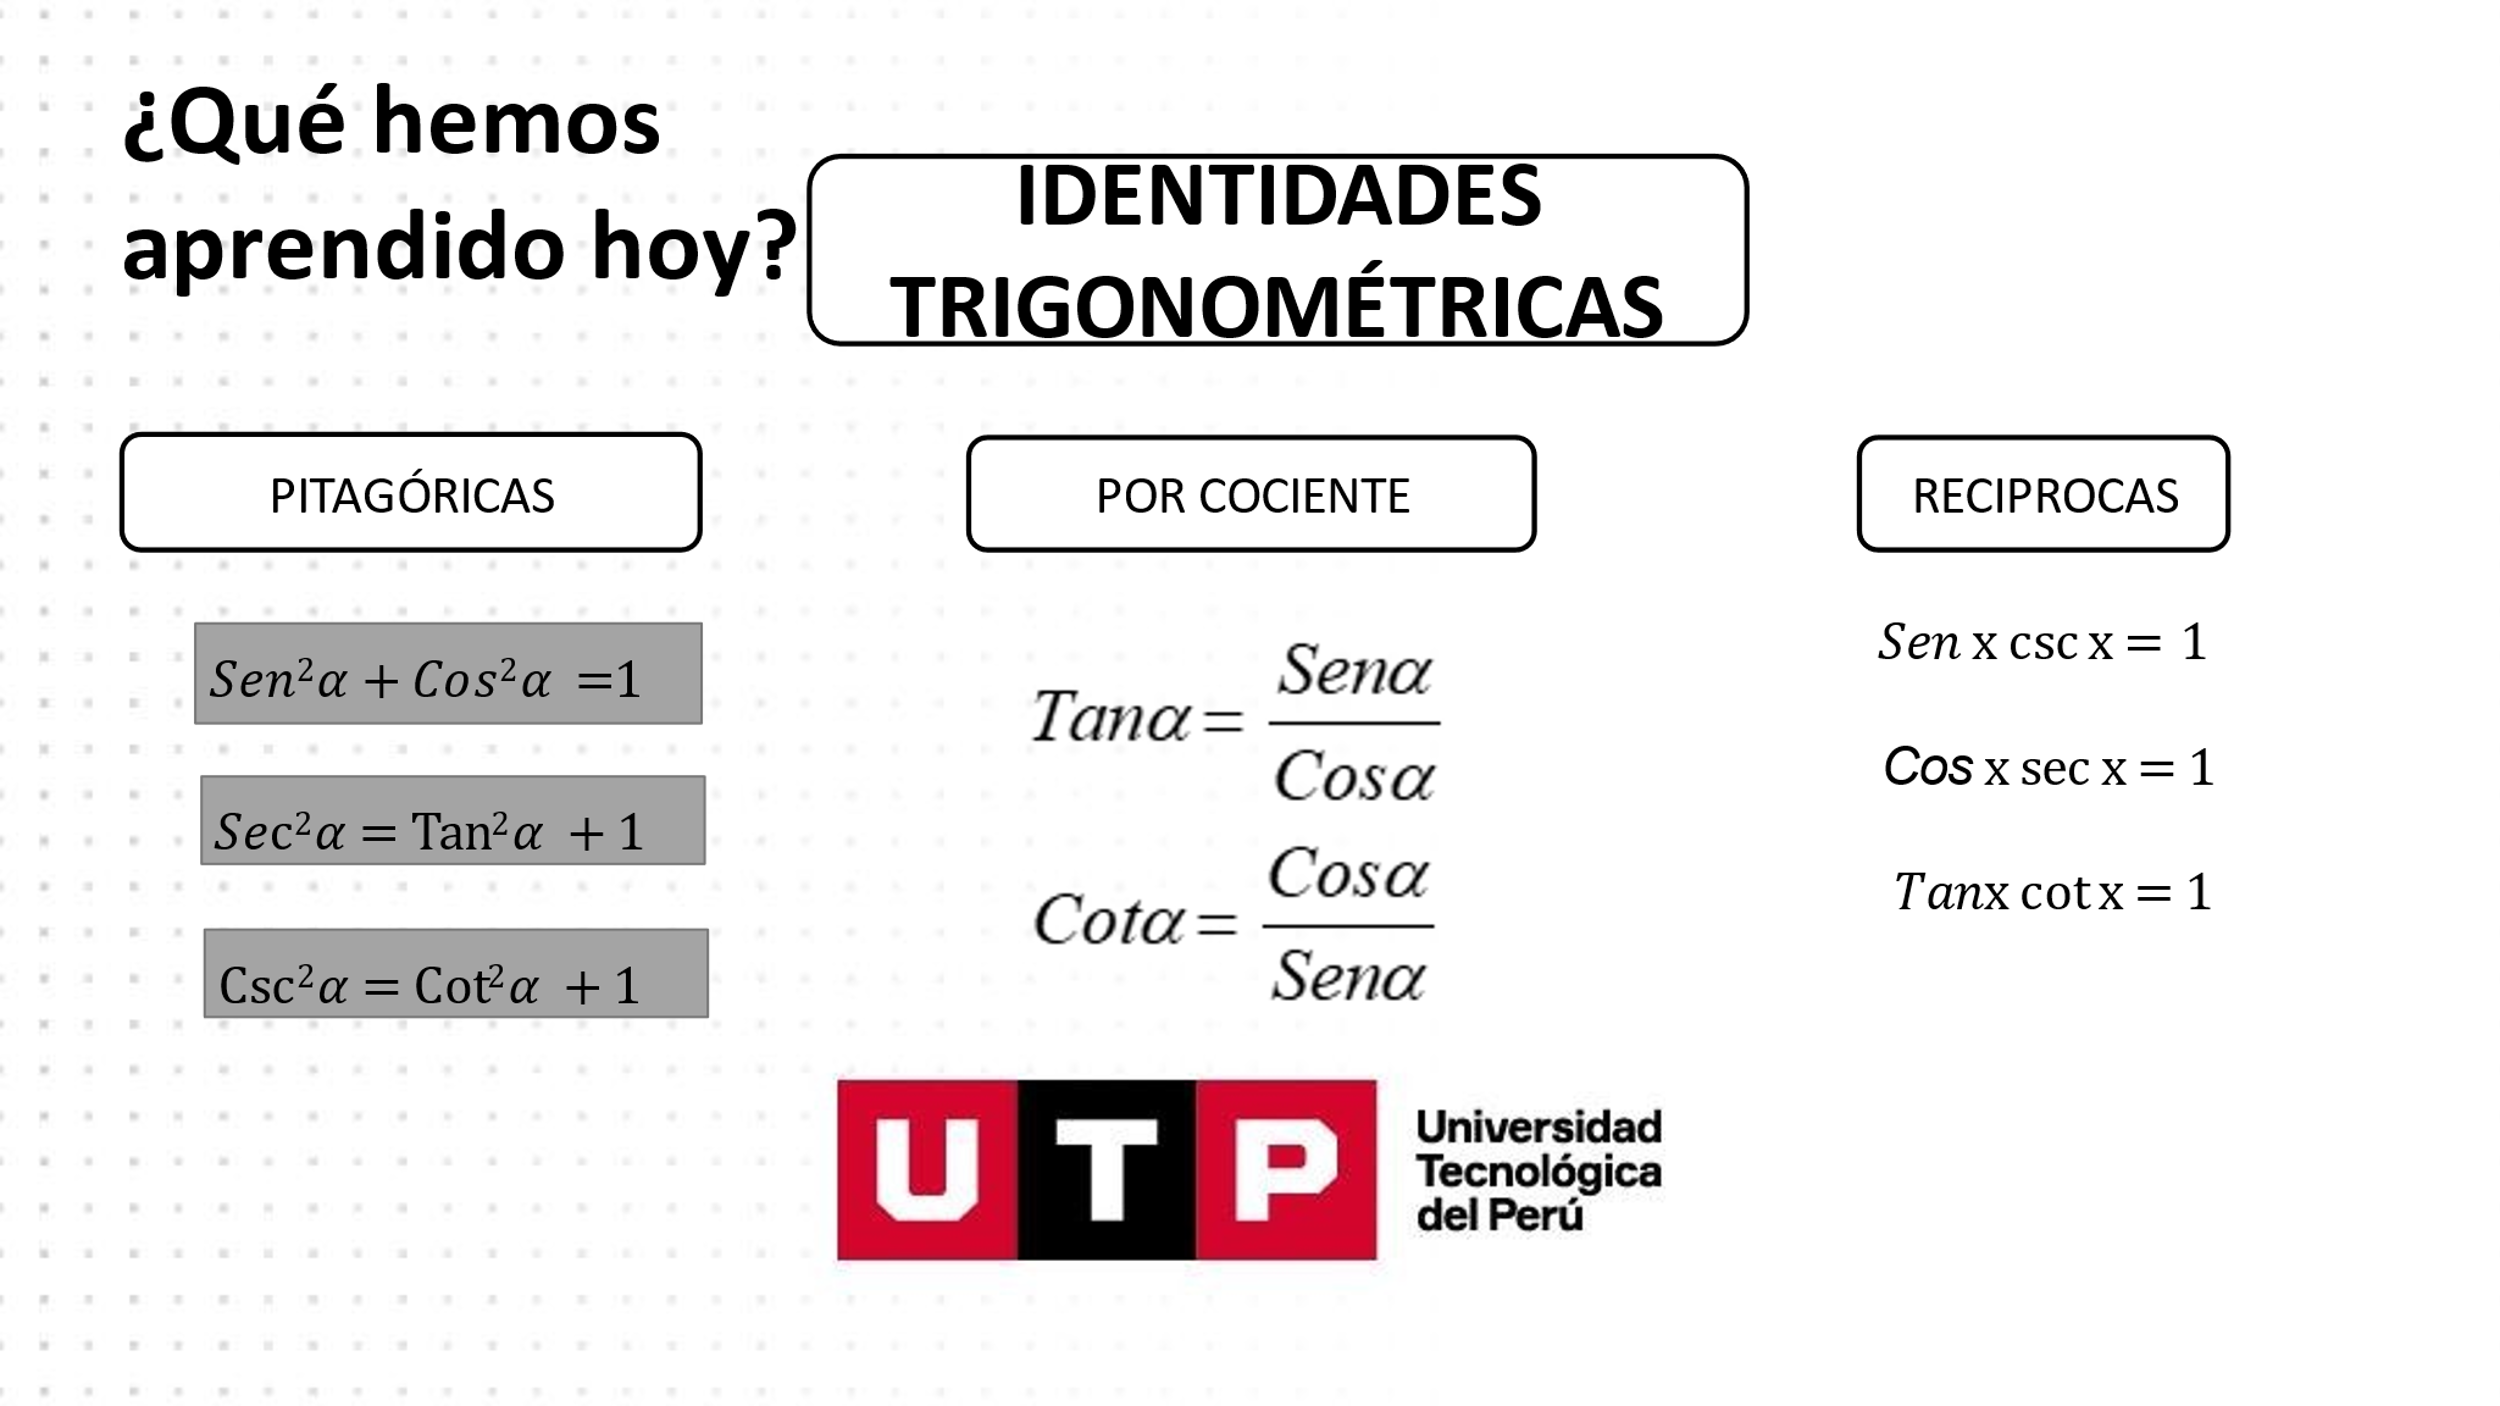 ¿Qué hemos
aprendido hoy?
IDENTIDADES
TRIGONOMÉTRICAS
PITAGÓRICAS
POR COCIENTE
RECIPROCAS
Sen²α + Cos²α =1
Sec²α = Tan²α + 1
Csc²α = Cot²α + 1
Tanα = Senα / Cosα
Cotα = Cosα / Senα
Sen x csc x = 1
Cos x sec x = 1
Tanx cot x = 1
UTP
Universidad
Tecnológica
del Perú